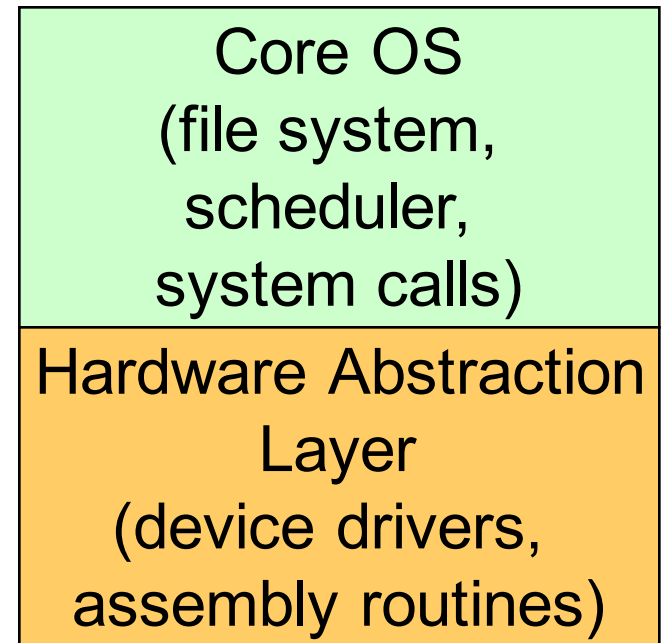 Core OS
(file system,
scheduler,
system calls)
Hardware Abstraction
Layer
(device drivers,
assembly routines)